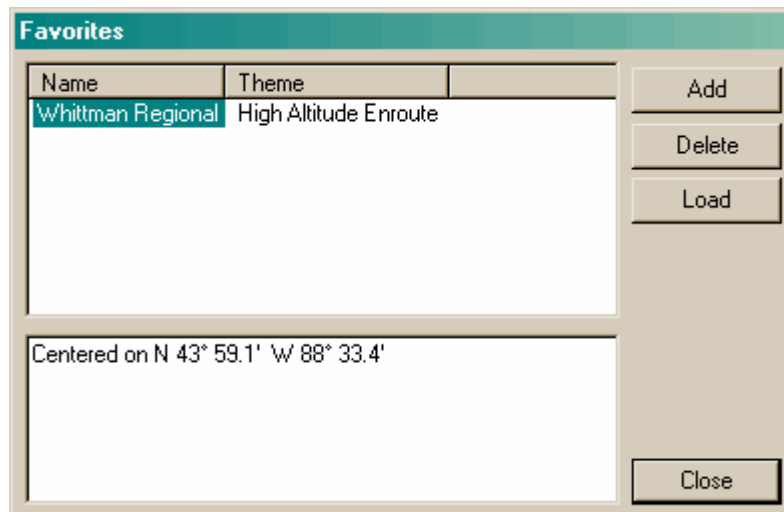 Favorites
Name Theme
Whittman Regional High Altitude Enroute
Add
Delete
Load
Centered on N 43° 59.1' W 88° 33.4'
Close